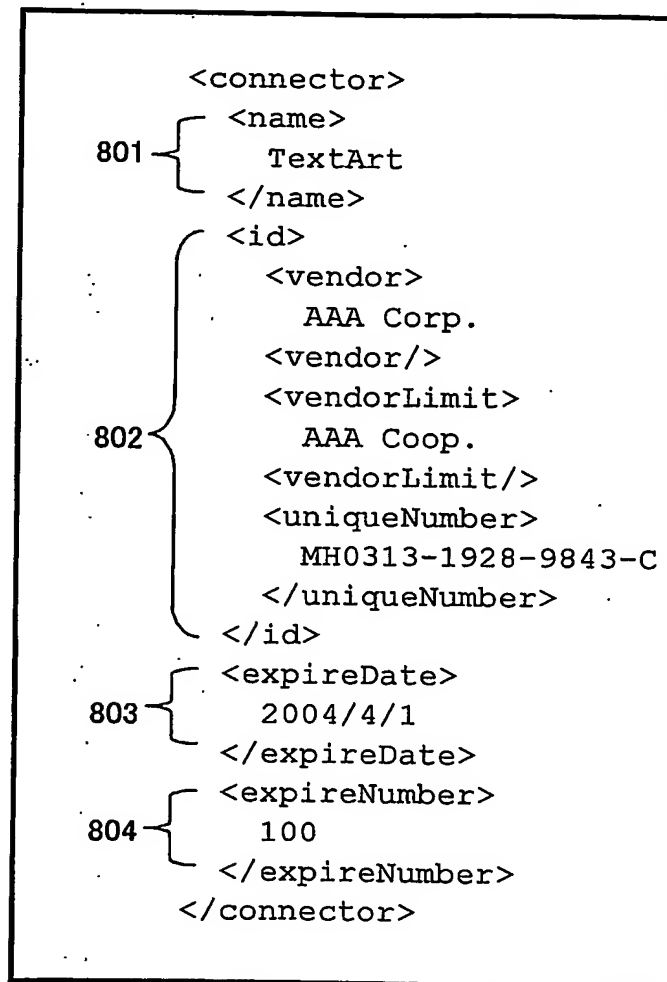 <connector>
<name>
801
TextArt
</name>
<id>
<vendor>
AAA Corp.
<vendor/>
<vendorLimit>
802
AAA Coop.
<vendorLimit/>
<uniqueNumber>
MH0313-1928-9843-C
</uniqueNumber>
</id>
<expireDate>
803
2004/4/1
</expireDate>
<expireNumber>
804
100
</expireNumber>
</connector>